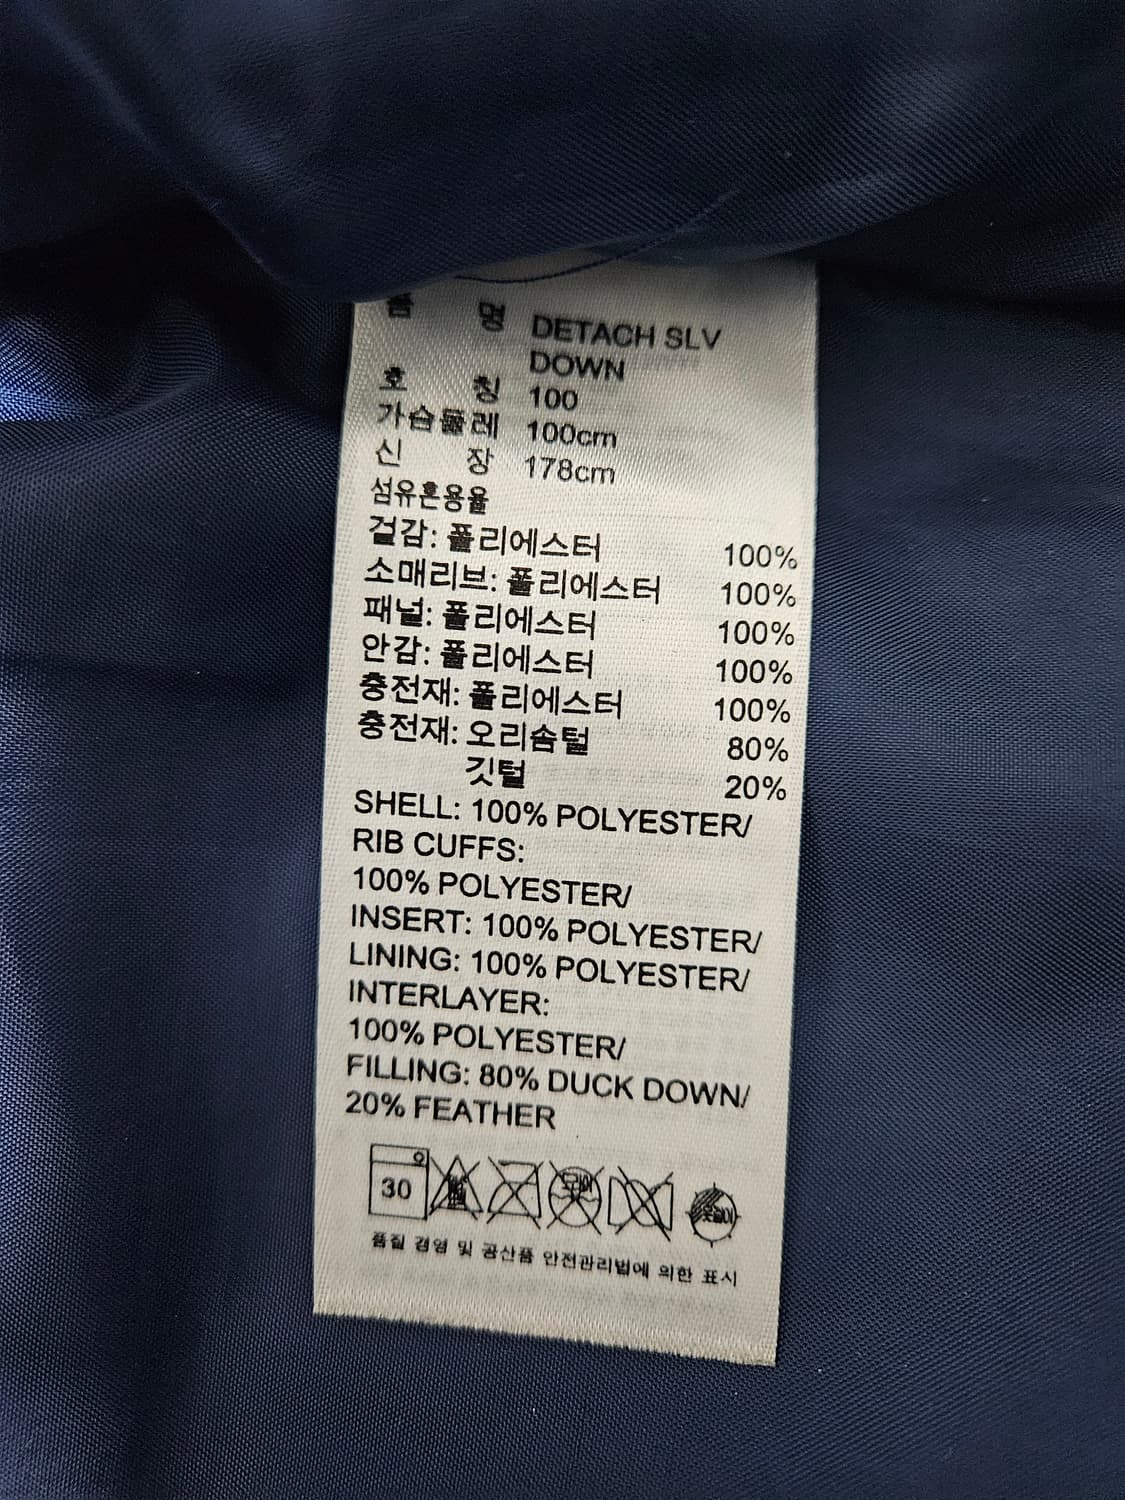 품 명 DETACH SLV
DOWN
호 칭 100
가슴둘레 100cm
신 장 178cm
섬유혼용율
겉감: 폴리에스터 100%
소매리브: 폴리에스터 100%
패널: 폴리에스터 100%
안감: 폴리에스터 100%
충전재: 폴리에스터 100%
충전재: 오리솜털 80%
깃털 20%
SHELL: 100% POLYESTER/
RIB CUFFS:
100% POLYESTER/
INSERT: 100% POLYESTER/
LINING: 100% POLYESTER/
INTERLAYER:
100% POLYESTER/
FILLING: 80% DUCK DOWN/
20% FEATHER
30 드라이 옷걸이
품질 경영 및 공산품 안전관리법에 의한 표시